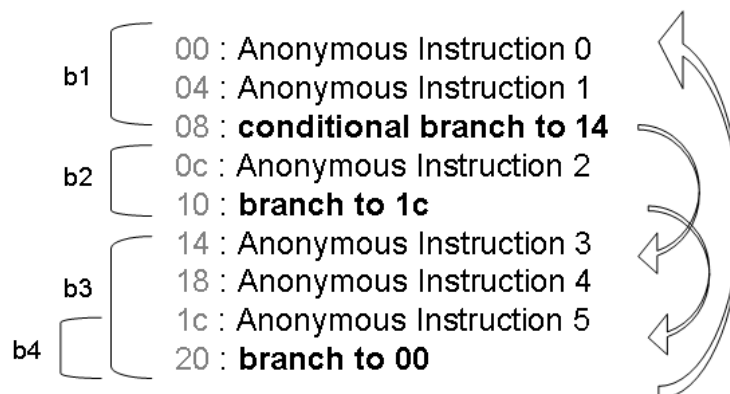 00 : Anonymous Instruction 0
b1
04 : Anonymous Instruction 1
08 : conditional branch to 14
b2
0c : Anonymous Instruction 2
10 : branch to 1c
14 : Anonymous Instruction 3
b3
18 : Anonymous Instruction 4
1c : Anonymous Instruction 5
b4
20 : branch to 00